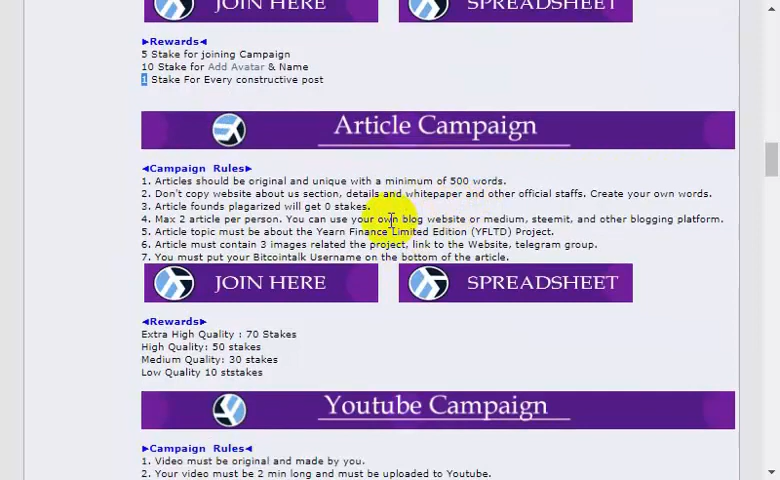 JOIN HERE SPREADSHEET
►Rewards◄
5 Stake for joining Campaign
10 Stake for Add Avatar & Name
1 Stake For Every constructive post
Article Campaign
◄Campaign Rules►
1. Articles should be original and unique with a minimum of 500 words.
2. Don't copy website about us section, details and whitepaper and other official staffs. Create your own words.
3. Article founds plagarized will get 0 stakes.
4. Max 2 article per person. You can use your own blog website or medium, steemit, and other blogging platform.
5. Article topic must be about the Yearn Finance Limited Edition (YFLTD) Project.
6. Article must contain 3 images related the project, link to the Website, telegram group.
7. You must put your Bitcointalk Username on the bottom of the article.
JOIN HERE SPREADSHEET
◄Rewards►
Extra High Quality : 70 Stakes
High Quality: 50 stakes
Medium Quality: 30 stakes
Low Quality 10 ststakes
Youtube Campaign
►Campaign Rules◄
1. Video must be original and made by you.
2. Your video must be 2 min long and must be uploaded to Youtube.